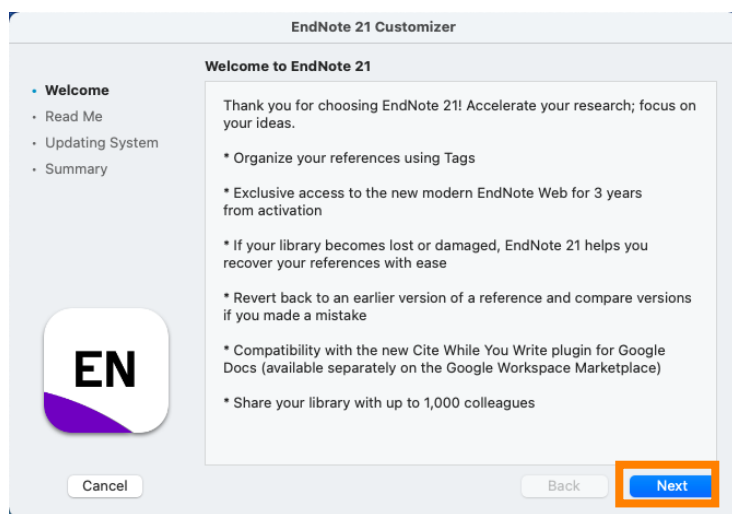 EndNote 21 Customizer
Welcome to EndNote 21
• Welcome
• Read Me
• Updating System
• Summary
Thank you for choosing EndNote 21! Accelerate your research; focus on
your ideas.
* Organize your references using Tags
* Exclusive access to the new modern EndNote Web for 3 years
from activation
* If your library becomes lost or damaged, EndNote 21 helps you
recover your references with ease
* Revert back to an earlier version of a reference and compare versions
if you made a mistake
* Compatibility with the new Cite While You Write plugin for Google
Docs (available separately on the Google Workspace Marketplace)
* Share your library with up to 1,000 colleagues
EN
Cancel
Back
Next